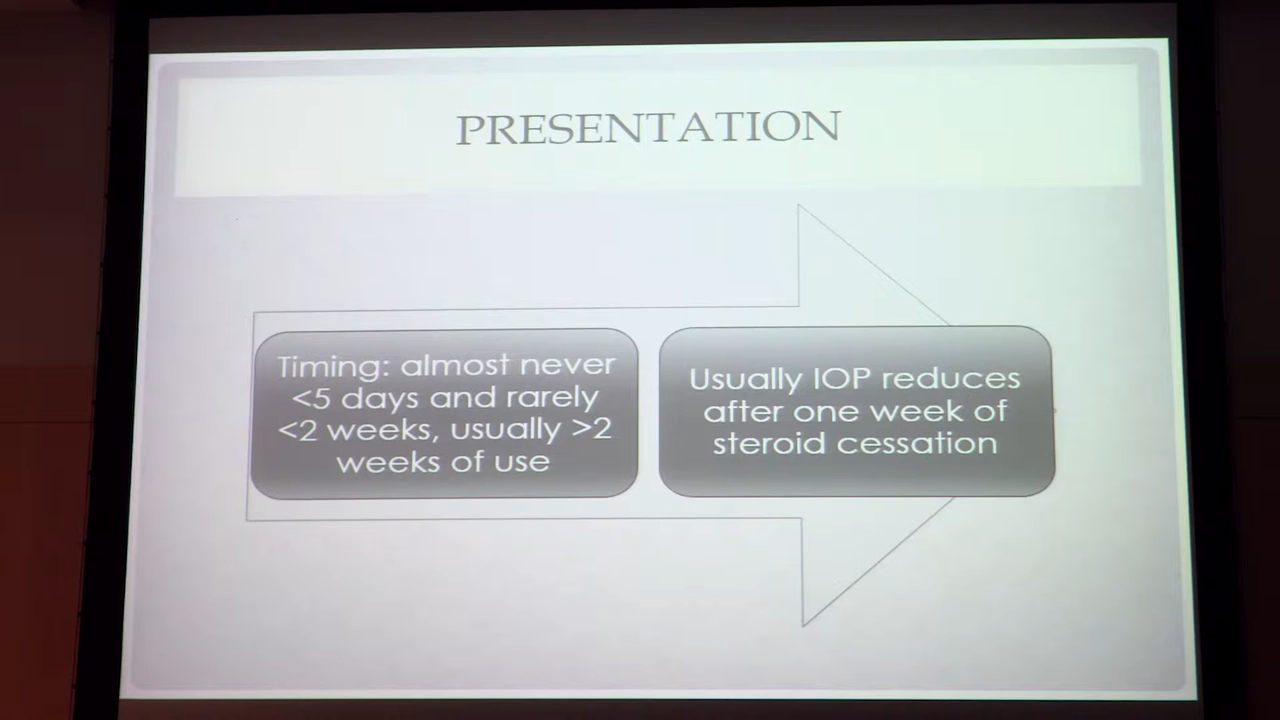 PRESENTATION
Timing: almost never
<5 days and rarely
<2 weeks, usually >2
weeks of use
Usually IOP reduces
after one week of
steroid cessation